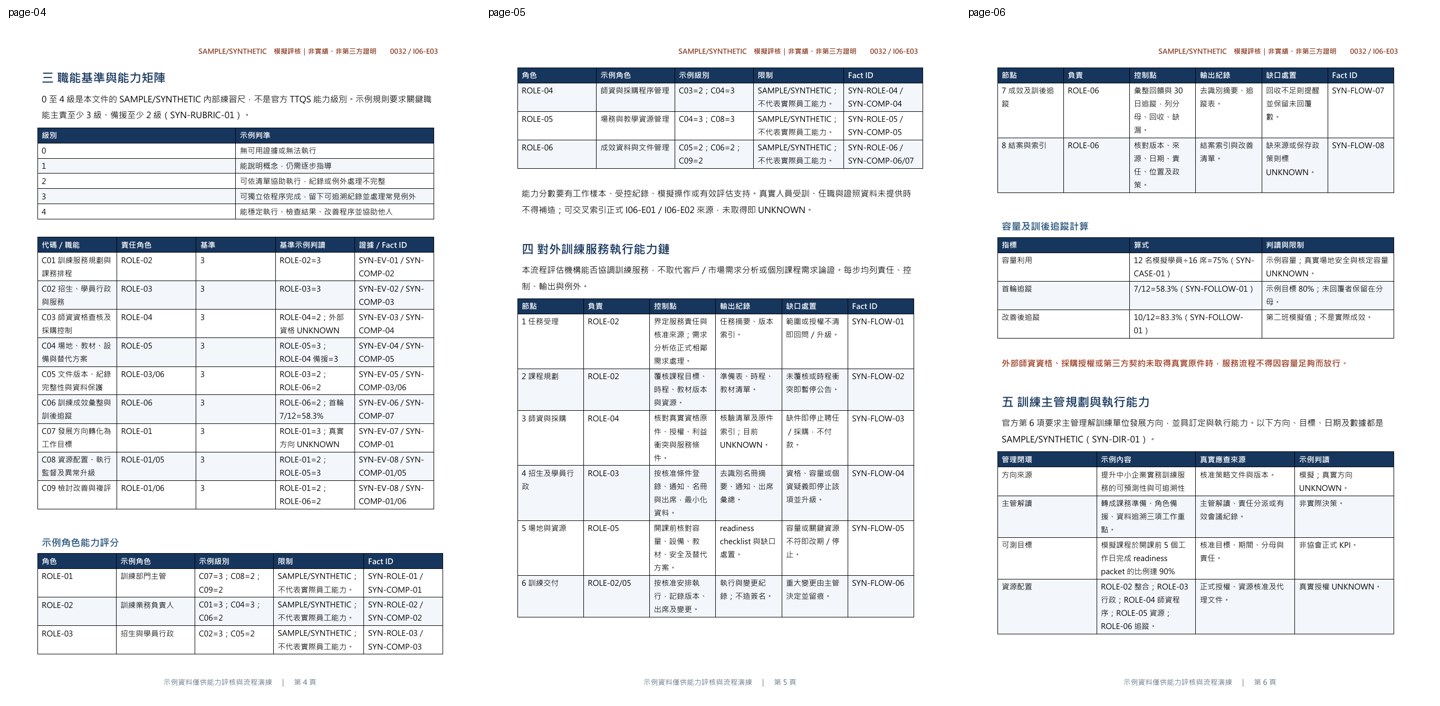 page-04
SAMPLE/SYNTHETIC 模擬評核｜非實績、非第三方證明 0032 / I06-E03
三 職能基準與能力矩陣
0 至 4 級是本文件的 SAMPLE/SYNTHETIC 內部練習尺，不是官方 TTQS 能力級別。示例規則要求關鍵職
能主責至少 3 級、備援至少 2 級（SYN-RUBRIC-01）。
級別 示例判準
0 無可用證據或無法執行
1 能說明概念，仍需逐步指導
2 可依清單協助執行，紀錄或例外處理不完整
3 可獨立依程序完成，留下可追溯紀錄並處理常見例外
4 能穩定執行、檢查結果、改善程序並協助他人
代碼 / 職能 責任角色 基準 基準示例判讀 證據 / Fact ID
C01 訓練服務規劃與 ROLE-02 3 ROLE-02=3 SYN-EV-01 / SYN-
課務排程 COMP-02
C02 招生、學員行政 ROLE-03 3 ROLE-03=3 SYN-EV-02 / SYN-
與服務 COMP-03
C03 師資資格查核及 ROLE-04 3 ROLE-04=2；外部 SYN-EV-03 / SYN-
採購控制 資格 UNKNOWN COMP-04
C04 場地、教材、設 ROLE-05 3 ROLE-05=3； SYN-EV-04 / SYN-
備與替代方案 ROLE-04 備援=3 COMP-05
C05 文件版本、紀錄 ROLE-03/06 3 ROLE-03=2； SYN-EV-05 / SYN-
完整性與資料保護 ROLE-06=2 COMP-03/06
C06 訓練成效彙整與 ROLE-06 3 ROLE-06=2；首輪 SYN-EV-06 / SYN-
訓後追蹤 7/12=58.3% COMP-07
C07 發展方向轉化為 ROLE-01 3 ROLE-01=3；真實 SYN-EV-07 / SYN-
工作目標 方向 UNKNOWN COMP-01
C08 資源配置、執行 ROLE-01/05 3 ROLE-01=2； SYN-EV-08 / SYN-
監督及異常升級 ROLE-05=3 COMP-01/05
C09 檢討改善與複評 ROLE-01/06 3 ROLE-01=2； SYN-EV-08 / SYN-
ROLE-06=2 COMP-01/06
示例角色能力評分
角色 示例角色 示例級別 限制 Fact ID
ROLE-01 訓練部門主管 C07=3；C08=2； SAMPLE/SYNTHETIC； SYN-ROLE-01 /
C09=2 不代表實際員工能力。 SYN-COMP-01
ROLE-02 訓練業務負責人 C01=3；C04=3； SAMPLE/SYNTHETIC； SYN-ROLE-02 /
C06=2 不代表實際員工能力。 SYN-COMP-02
ROLE-03 招生與學員行政 C02=3；C05=2 SAMPLE/SYNTHETIC； SYN-ROLE-03 /
不代表實際員工能力。 SYN-COMP-03
示例資料僅供能力評核與流程演練 | 第 4 頁
page-05
SAMPLE/SYNTHETIC 模擬評核｜非實績、非第三方證明 0032 / I06-E03
角色 示例角色 示例級別 限制 Fact ID
ROLE-04 師資與採購程序管理 C03=2；C04=3 SAMPLE/SYNTHETIC； SYN-ROLE-04 /
不代表實際員工能力。 SYN-COMP-04
ROLE-05 場務與教學資源管理 C04=3；C08=3 SAMPLE/SYNTHETIC； SYN-ROLE-05 /
不代表實際員工能力。 SYN-COMP-05
ROLE-06 成效資料與文件管理 C05=2；C06=2； SAMPLE/SYNTHETIC； SYN-ROLE-06 /
C09=2 不代表實際員工能力。 SYN-COMP-06/07
能力分數要有工作樣本、受控紀錄、模擬操作或有效評估支持。真實人員受訓、任職與證照資料未提供時
不得補造；可交叉索引正式 I06-E01 / I06-E02 來源，未取得即 UNKNOWN。
四 對外訓練服務執行能力鏈
本流程評估機構能否協調訓練服務，不取代客戶 / 市場需求分析或個別課程需求論證。每步均列責任、控
制、輸出與例外。
節點 負責 控制點 輸出紀錄 缺口處置 Fact ID
1 任務受理 ROLE-02 界定服務責任與 任務摘要、版本 範圍或授權不清 SYN-FLOW-01
核准來源；需求 索引。 即回問 / 升級。
分析依正式相鄰
需求處理。
2 課程規劃 ROLE-02 覆核課程目標、 準備表、時程、 未覆核或時程衝 SYN-FLOW-02
時程、教材版本 教材清單。 突即暫停公告。
與資源。
3 師資與採購 ROLE-04 核對真實資格原 核驗清單及原件 缺件即停止聘任 SYN-FLOW-03
件、授權、利益 索引；目前 / 採購，不付
衝突與服務條 UNKNOWN。 款。
件。
4 招生及學員行 ROLE-03 按核准條件登 去識別名冊摘 資格、容量或個 SYN-FLOW-04
政 錄、通知、名冊 要、通知、出席 資疑義即停止該
與出席，最小化 彙總。 項並升級。
資料。
5 場地與資源 ROLE-05 開課前核對容 readiness 容量或關鍵資源 SYN-FLOW-05
量、設備、教 checklist 與缺口 不符即改期 / 停
材、安全及替代 處置。 止。
方案。
6 訓練交付 ROLE-02/05 按核准安排執 執行與變更紀 重大變更由主管 SYN-FLOW-06
行，記錄版本、 錄；不造簽名。 決定並留痕。
出席及變更。
示例資料僅供能力評核與流程演練 | 第 5 頁
page-06
SAMPLE/SYNTHETIC 模擬評核｜非實績、非第三方證明 0032 / I06-E03
節點 負責 控制點 輸出紀錄 缺口處置 Fact ID
7 成效及訓後追 ROLE-06 彙整回饋與 30 去識別摘要、追 回收不足則提醒 SYN-FLOW-07
蹤 日追蹤，列分 蹤表。 並保留未回覆
母、回收、缺 數。
漏。
8 結案與索引 ROLE-06 核對版本、來 結案索引與改善 缺來源或保存政 SYN-FLOW-08
源、日期、責 清單。 策則標
任、位置及政 UNKNOWN。
策。
容量及訓後追蹤計算
指標 算式 判讀與限制
容量利用 12 名模擬學員÷16 席=75%（SYN- 示例容量；真實場地安全與核定容量
CASE-01） UNKNOWN。
首輪追蹤 7/12=58.3%（SYN-FOLLOW-01） 示例目標 80%；未回覆者保留在分
母。
改善後追蹤 10/12=83.3%（SYN-FOLLOW- 第二班模擬值；不是實際成效。
01）
外部師資資格、採購授權或第三方契約未取得真實原件時，服務流程不得因容量足夠而放行。
五 訓練主管規劃與執行能力
官方第 6 項要求主管理解訓練單位發展方向，並具訂定與執行能力。以下方向、目標、日期及數據都是
SAMPLE/SYNTHETIC（SYN-DIR-01）。
管理閉環 示例內容 真實應查來源 示例判讀
方向來源 提升中小企業實務訓練服 核准策略文件與版本。 模擬；真實方向
務的可預測性與可追溯性 UNKNOWN。
主管解讀 轉成課務準備、角色備 主管解讀、責任分派或有 非實際決策。
援、資料追溯三項工作重 效會議紀錄。
點。
可測目標 模擬課程於開課前 5 個工 核准目標、期間、分母與 非協會正式 KPI。
作日完成 readiness 責任。
packet 的比例達 90%
資源配置 ROLE-02 整合；ROLE-03 正式授權、資源核准及代 真實授權 UNKNOWN。
行政；ROLE-04 師資程 理文件。
序；ROLE-05 資源；
ROLE-06 追蹤。
示例資料僅供能力評核與流程演練 | 第 6 頁